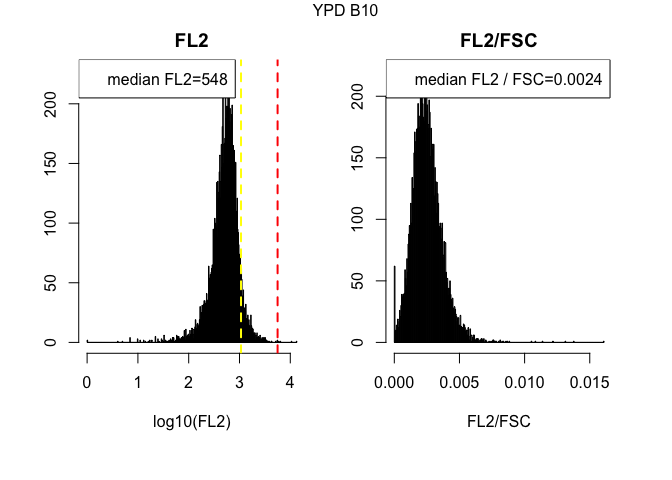 YPD B10
FL2
FL2/FSC
median FL2=548
median FL2 / FSC=0.0024
200
150
100
50
0
200
150
100
50
0
0 1 2 3 4
0.000 0.005 0.010 0.015
log10(FL2)
FL2/FSC